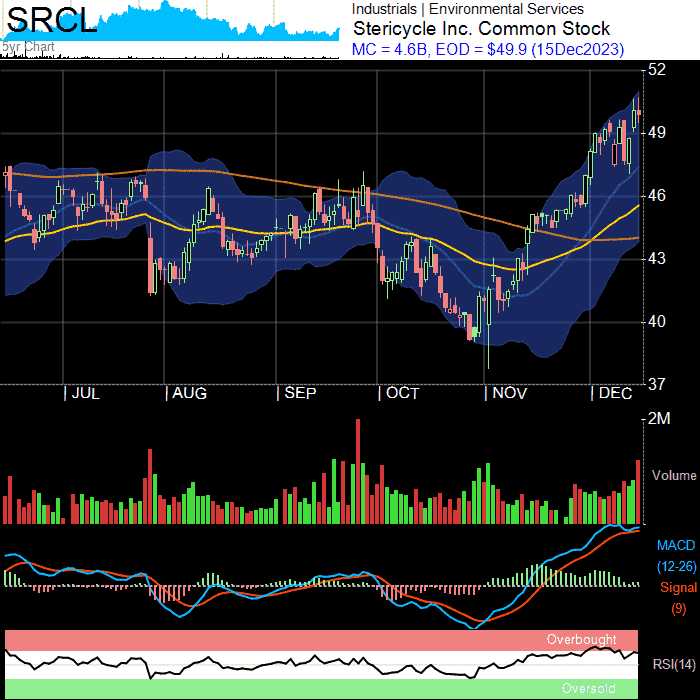 SRCL
5yr Chart
Industrials | Environmental Services
Stericycle Inc. Common Stock
MC = 4.6B, EOD = $49.9 (15Dec2023)
52
49
46
43
40
37
JUL AUG SEP OCT NOV DEC
2M
Volume
MACD
(12-26)
Signal
(9)
Overbought
RSI(14)
Oversold